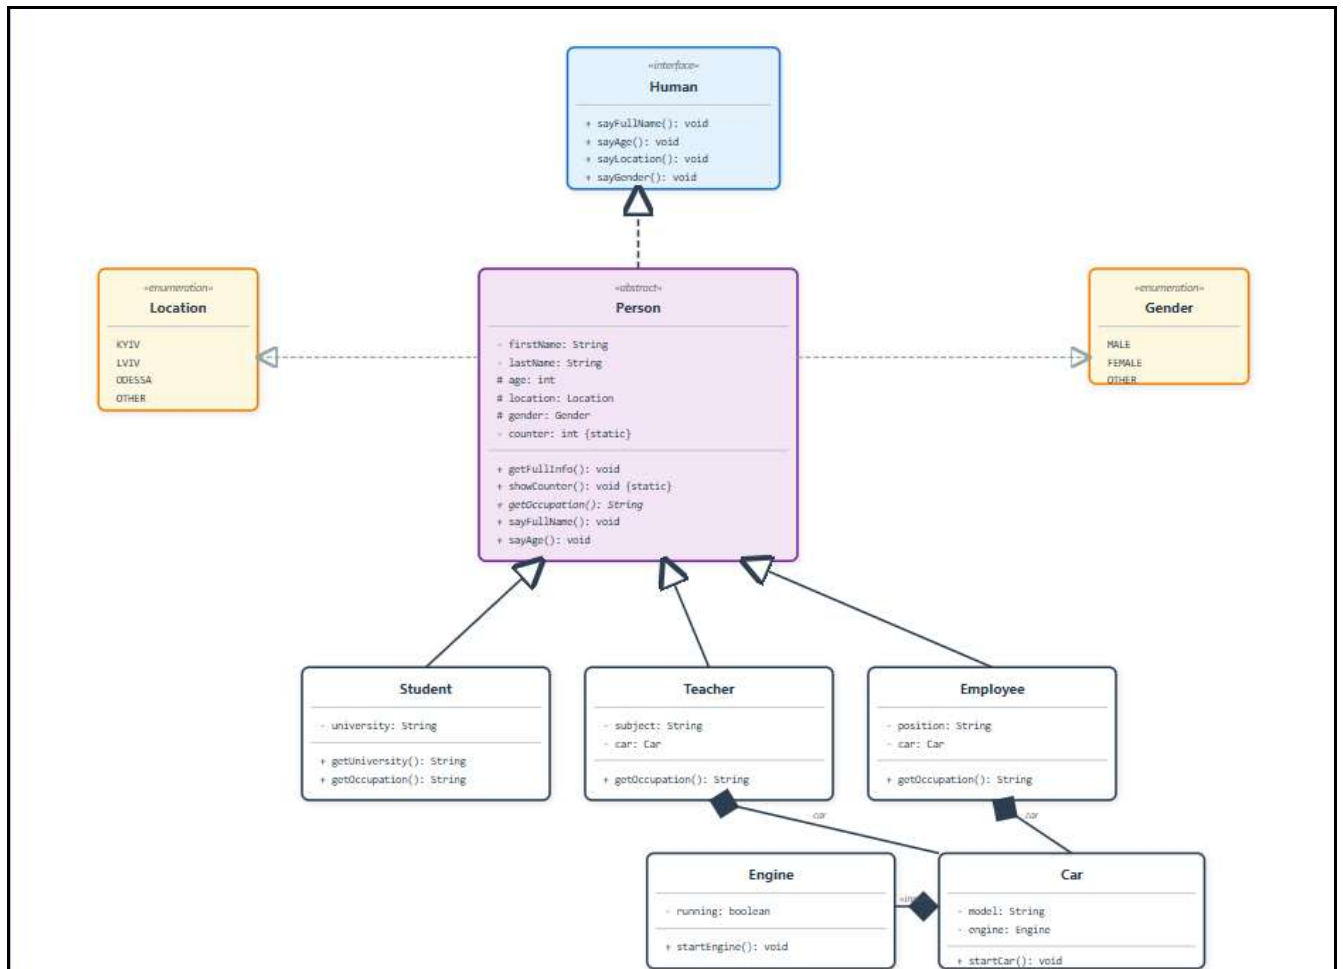 «interface»
Human
+ sayFullName(): void
+ sayAge(): void
+ sayLocation(): void
+ sayGender(): void
«enumeration»
Location
KYIV
LVIV
ODESSA
OTHER
«abstract»
Person
- firstName: String
- lastName: String
# age: int
# location: Location
# gender: Gender
- counter: int {static}
+ getFullInfo(): void
+ showCounter(): void {static}
+ getOccupation(): String
+ sayFullName(): void
+ sayAge(): void
«enumeration»
Gender
MALE
FEMALE
OTHER
Student
- university: String
+ getUniversity(): String
+ getOccupation(): String
Teacher
- subject: String
- car: Car
+ getOccupation(): String
Employee
- position: String
- car: Car
+ getOccupation(): String
car
car
Engine
- running: boolean
+ startEngine(): void
Car
- model: String
- engine: Engine
+ startCar(): void